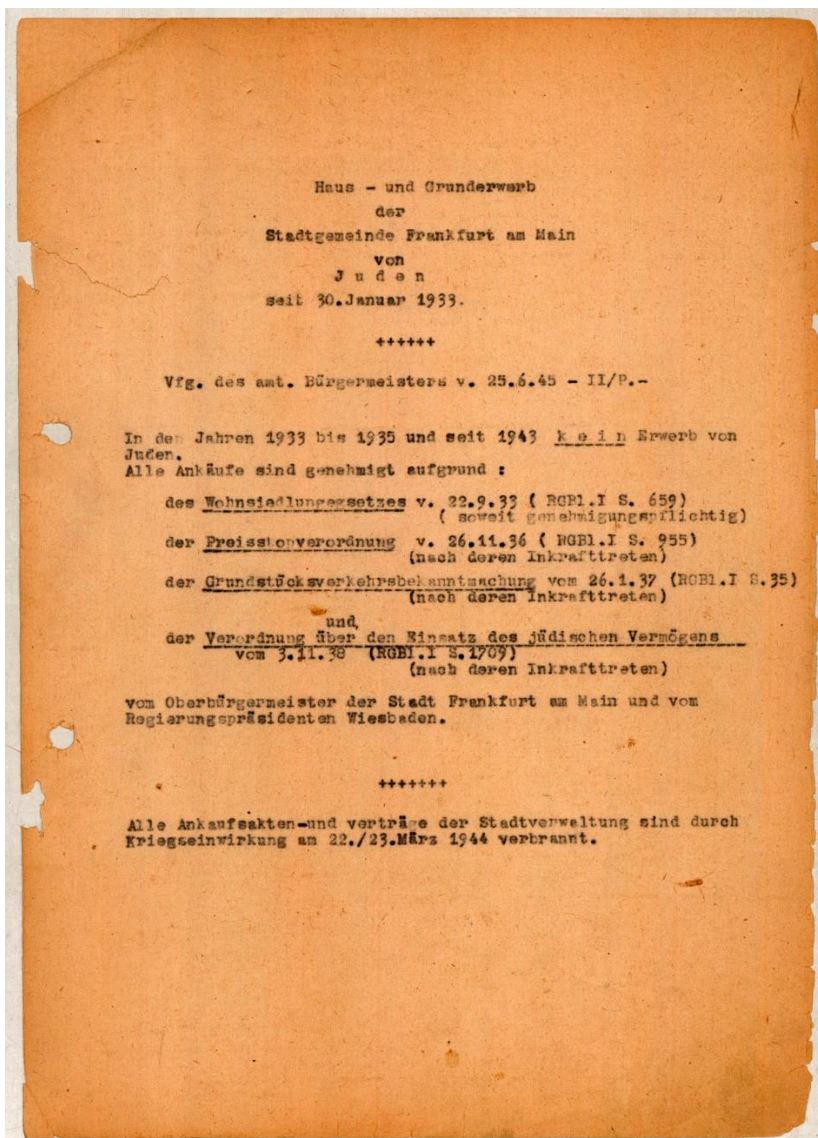 Haus - und Grunderwerb
der
Stadtgemeinde Frankfurt am Main
von
J u d e n
seit 30.Januar 1933.
++++++
Vfg. des amt. Bürgermeisters v. 25.6.45 - II/P.-
In den Jahren 1933 bis 1935 und seit 1943 k e i n Erwerb von
Juden.
Alle Ankäufe sind genehmigt aufgrund :
des Wohnsiedlungsgesetzes v. 22.9.33 ( RGBl.I S. 659)
( soweit genehmigungspflichtig)
der Preisstopverordnung v. 26.11.36 ( RGBl.I S. 955)
(nach deren Inkrafttreten)
der Grundstücksverkehrsbekanntmachung vom 26.1.37 (RGBl.I S.35)
(nach deren Inkrafttreten)
und,
der Verordnung über den Einsatz des jüdischen Vermögens
vom 3.11.38 (RGBl.I S.1709)
(nach deren Inkrafttreten)
vom Oberbürgermeister der Stadt Frankfurt am Main und vom
Regierungspräsidenten Wiesbaden.
+++++++
Alle Ankaufsakten-und verträge der Stadtverwaltung sind durch
Kriegseinwirkung am 22./23.März 1944 verbrannt.